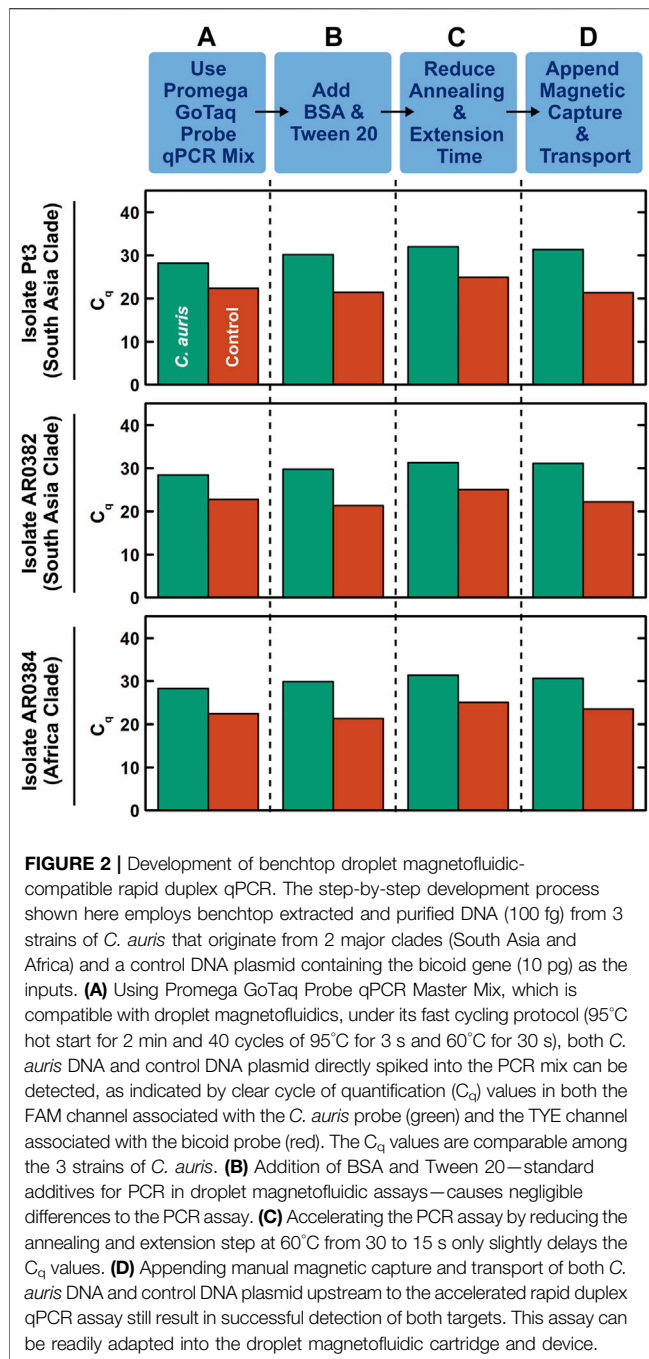 A
B
C
D
Use
Promega
GoTaq
Probe
qPCR Mix
Add
BSA &
Tween 20
Reduce
Annealing
&
Extension
Time
Append
Magnetic
Capture
&
Transport
Isolate Pt3
(South Asia Clade)
Cq
40
30
20
10
0
C. auris
Control
Isolate AR0382
(South Asia Clade)
Cq
40
30
20
10
0
Isolate AR0384
(Africa Clade)
Cq
40
30
20
10
0
FIGURE 2 | Development of benchtop droplet magnetofluidic-
compatible rapid duplex qPCR. The step-by-step development process
shown here employs benchtop extracted and purified DNA (100 fg) from 3
strains of C. auris that originate from 2 major clades (South Asia and
Africa) and a control DNA plasmid containing the bicoid gene (10 pg) as the
inputs. (A) Using Promega GoTaq Probe qPCR Master Mix, which is
compatible with droplet magnetofluidics, under its fast cycling protocol (95°C
hot start for 2 min and 40 cycles of 95°C for 3 s and 60°C for 30 s), both C.
auris DNA and control DNA plasmid directly spiked into the PCR mix can be
detected, as indicated by clear cycle of quantification (Cq) values in both the
FAM channel associated with the C. auris probe (green) and the TYE channel
associated with the bicoid probe (red). The Cq values are comparable among
the 3 strains of C. auris. (B) Addition of BSA and Tween 20—standard
additives for PCR in droplet magnetofluidic assays—causes negligible
differences to the PCR assay. (C) Accelerating the PCR assay by reducing the
annealing and extension step at 60°C from 30 to 15 s only slightly delays the
Cq values. (D) Appending manual magnetic capture and transport of both C.
auris DNA and control DNA plasmid upstream to the accelerated rapid duplex
qPCR assay still result in successful detection of both targets. This assay can
be readily adapted into the droplet magnetofluidic cartridge and device.